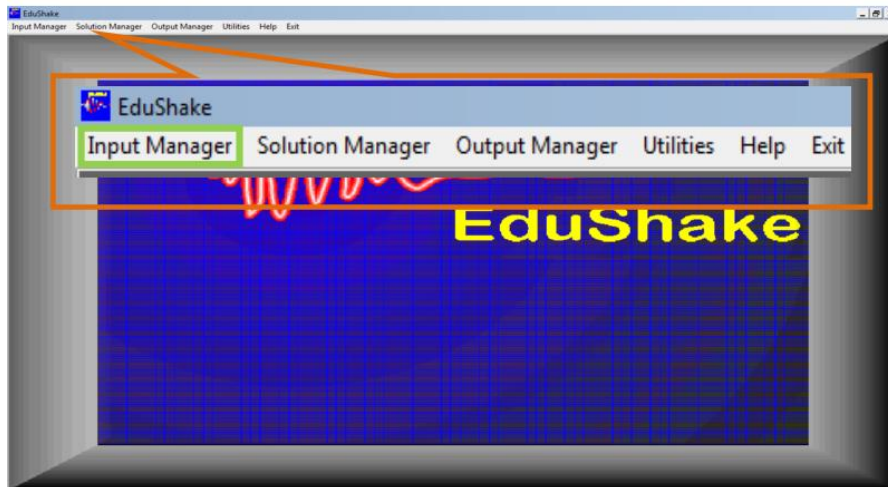 EduShake
Input Manager Solution Manager Output Manager Utilities Help Exit
EduShake
Input Manager Solution Manager Output Manager Utilities Help Exit
EduShake